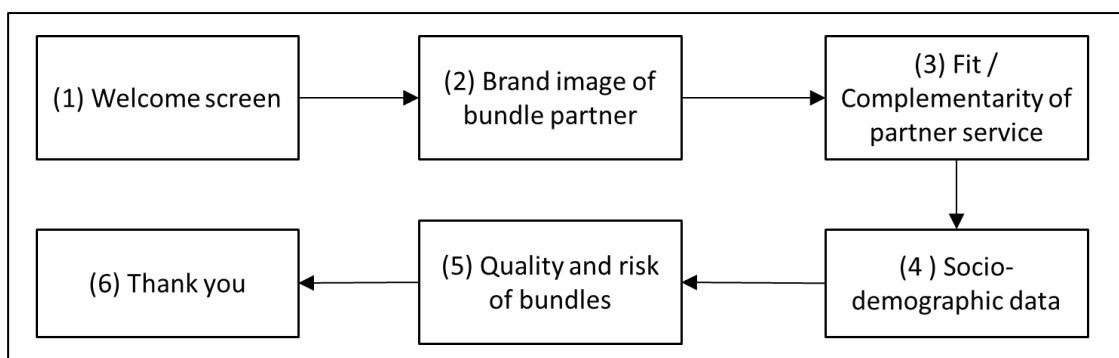 (1) Welcome screen
(2) Brand image of
bundle partner
(3) Fit /
Complementarity of
partner service
(4 ) Socio-
demographic data
(5) Quality and risk
of bundles
(6) Thank you